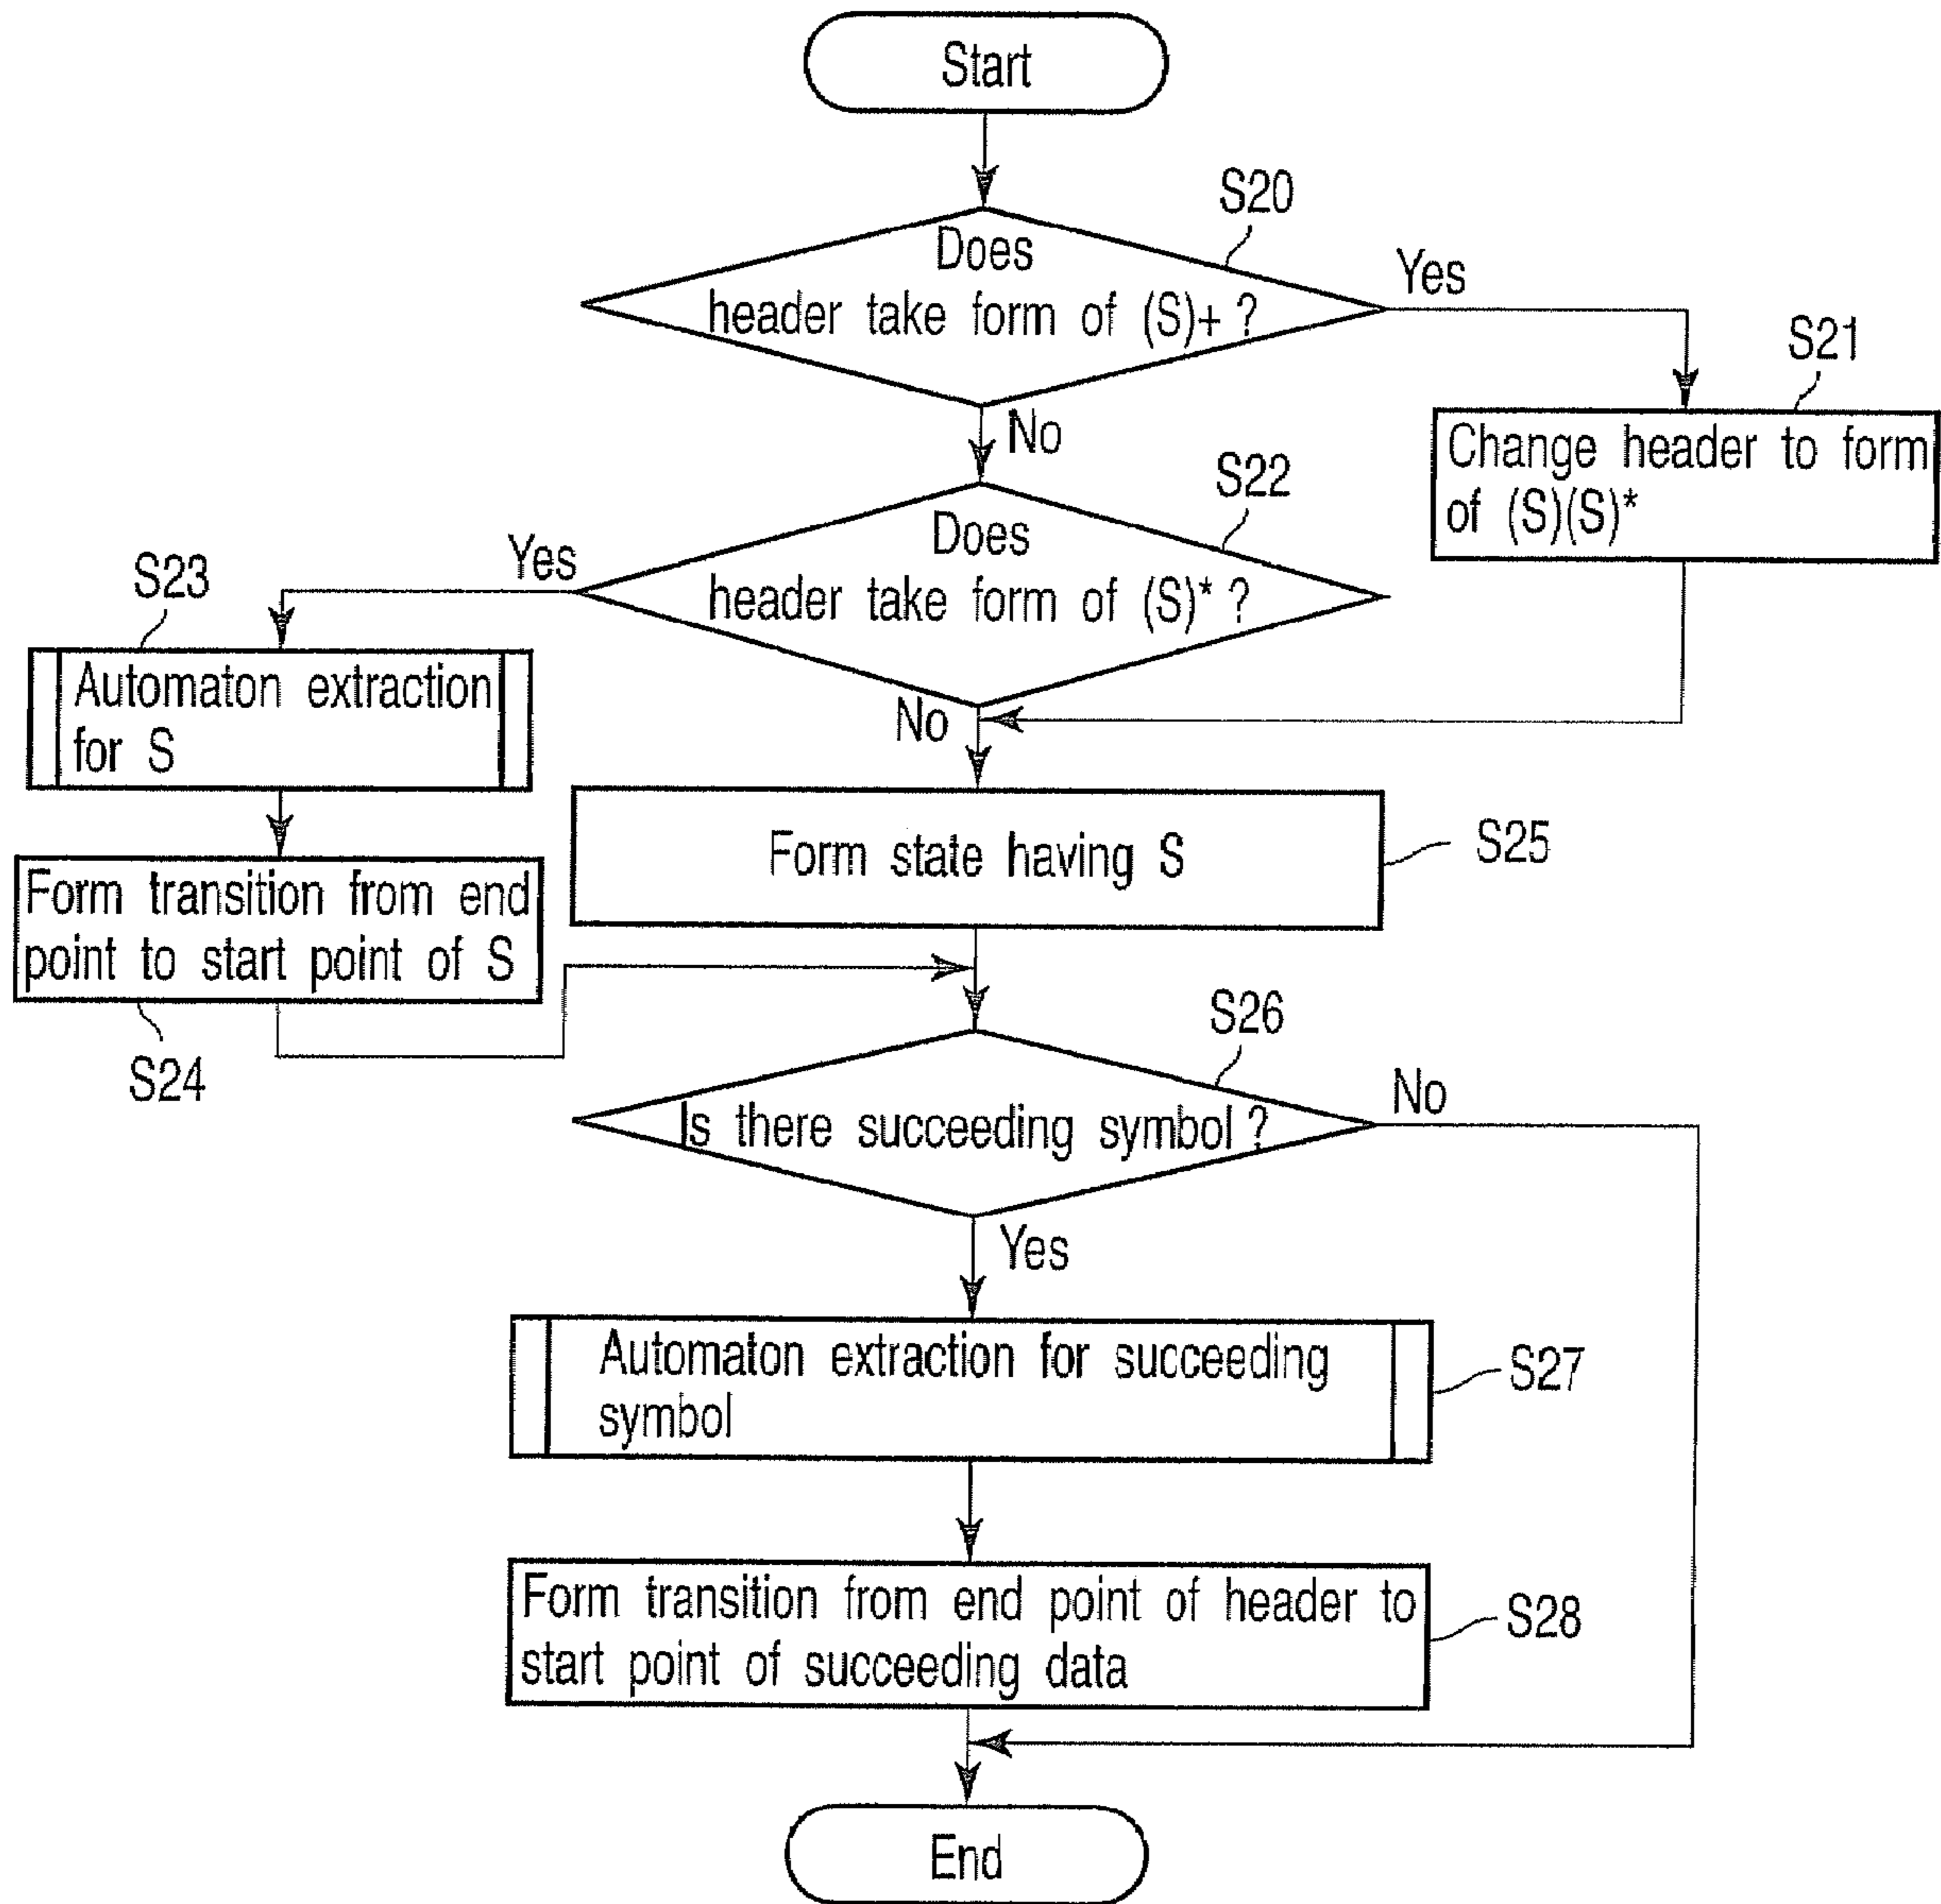 Start
S20
Does
header take form of (S)+ ?
Yes
S21
Change header to form
of (S)(S)*
No
S22
Does
header take form of (S)* ?
Yes
S23
Automaton extraction
for S
No
Form state having S
S25
Form transition from end
point to start point of S
S24
S26
Is there succeeding symbol ?
No
Yes
Automaton extraction for succeeding
symbol
S27
Form transition from end point of header to
start point of succeeding data
S28
End